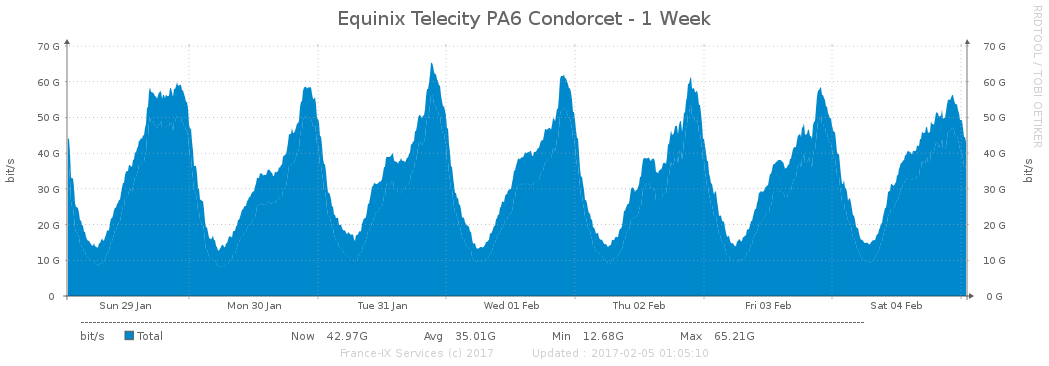 Equinix Telecity PA6 Condorcet - 1 Week
RRDTOOL / TOBI OETIKER
70 G 70 G
60 G 60 G
50 G 50 G
40 G 40 G
30 G 30 G
20 G 20 G
10 G 10 G
0 0 G
bit/s bit/s
Sun 29 Jan Mon 30 Jan Tue 31 Jan Wed 01 Feb Thu 02 Feb Fri 03 Feb Sat 04 Feb
bit/s Total Now 42.97G Avg 35.01G Min 12.68G Max 65.21G
France-IX Services (c) 2017 Updated : 2017-02-05 01:05:10